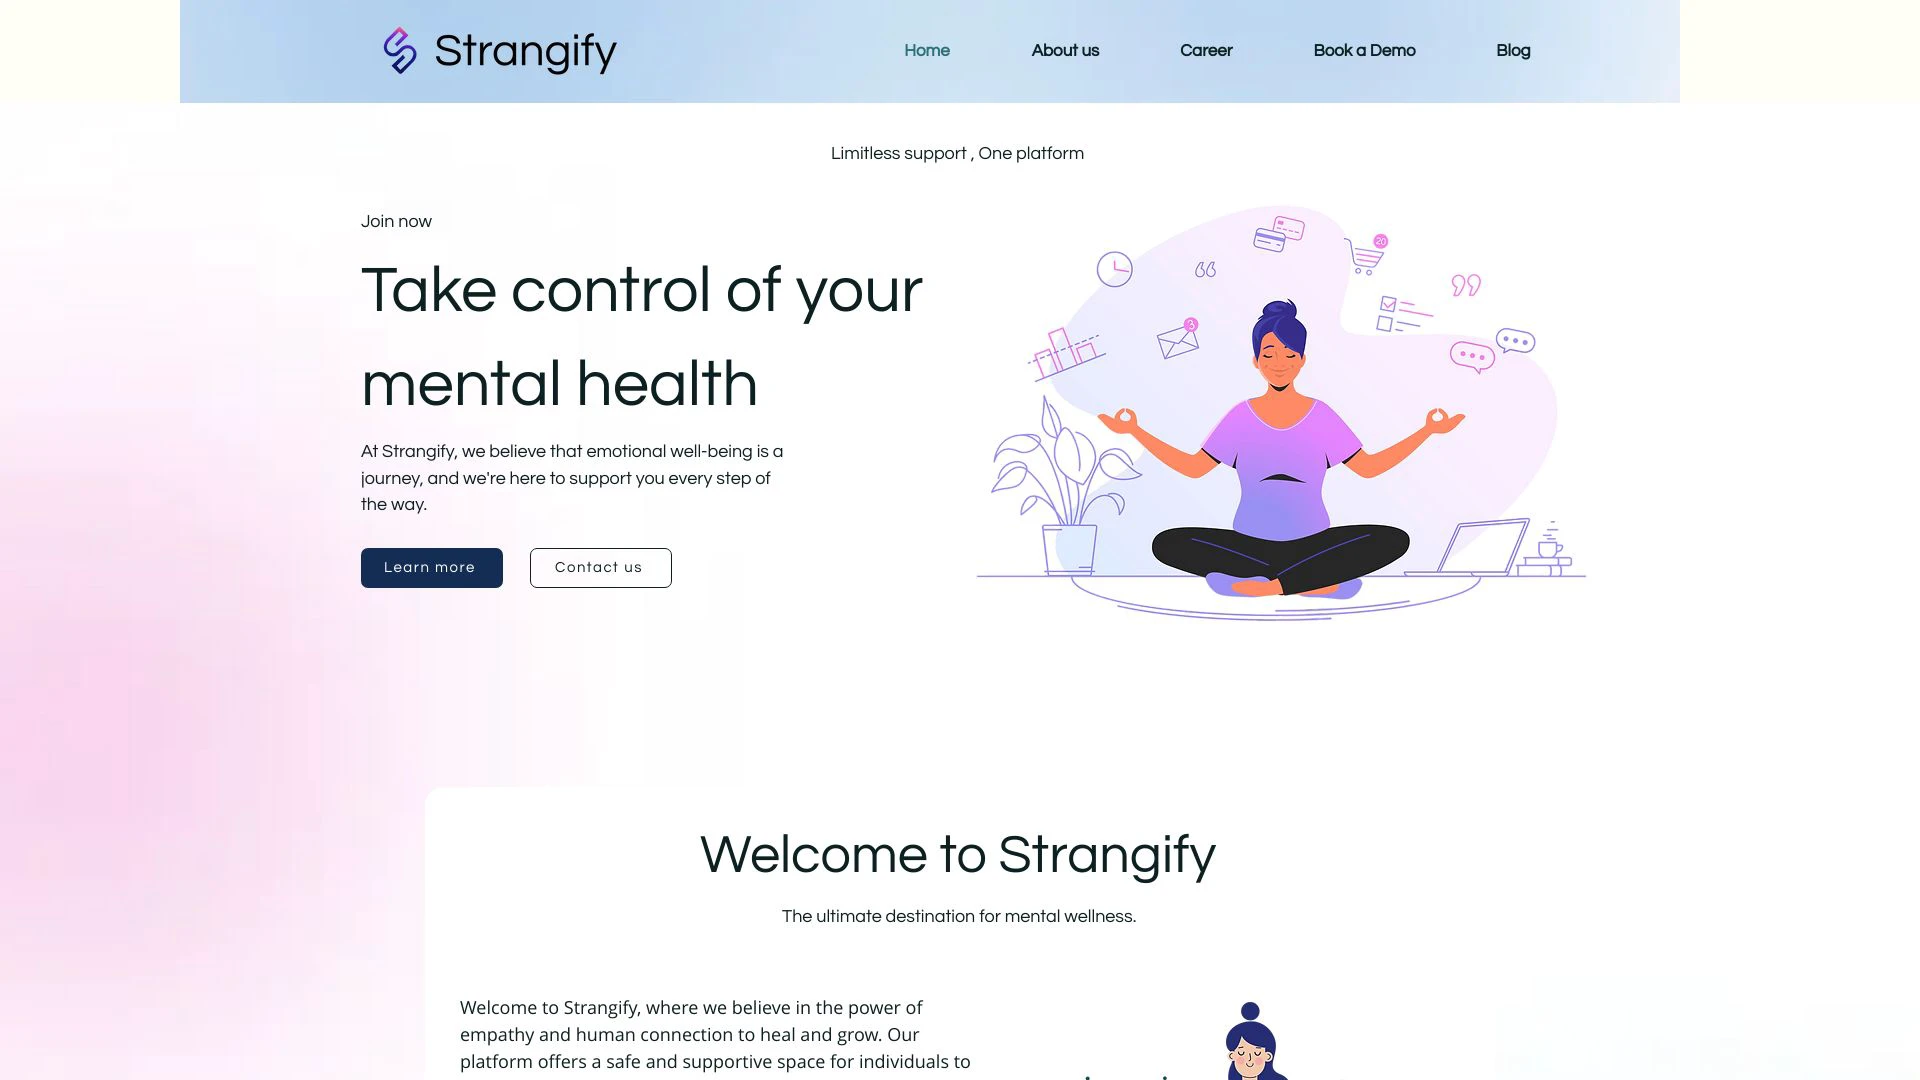 Strangify
Home
About us
Career
Book a Demo
Blog
Limitless support , One platform
Join now
Take control of your
mental health
At Strangify, we believe that emotional well-being is a
journey, and we're here to support you every step of
the way.
Learn more
Contact us
20
3
Welcome to Strangify
The ultimate destination for mental wellness.
Welcome to Strangify, where we believe in the power of
empathy and human connection to heal and grow. Our
platform offers a safe and supportive space for individuals to